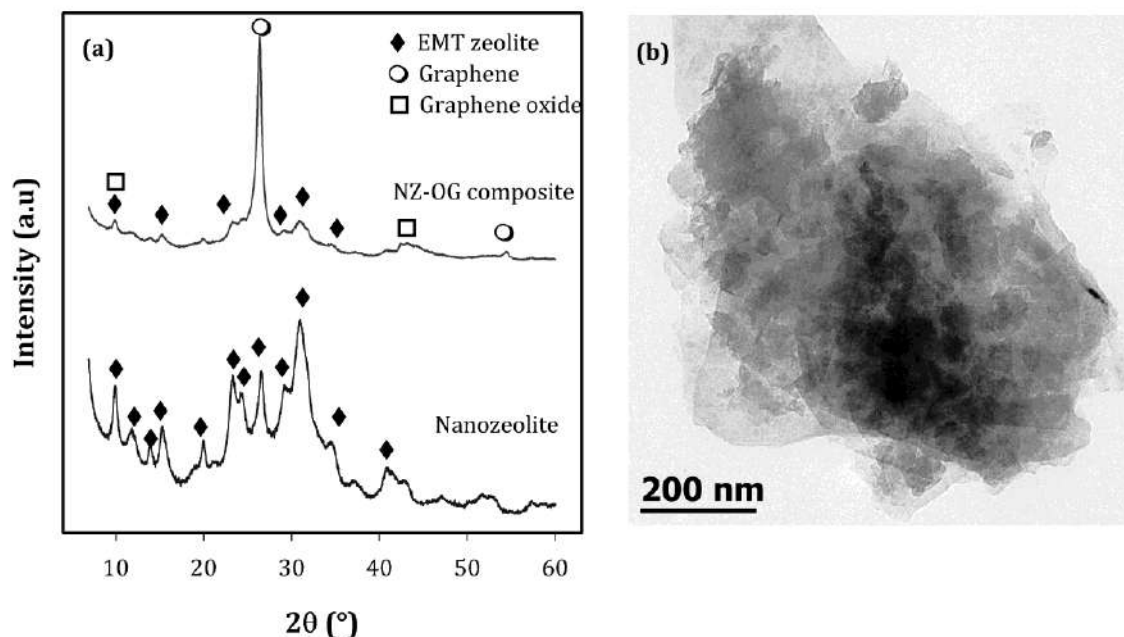 (a)
EMT zeolite
Graphene
Graphene oxide
NZ-OG composite
Nanozeolite
Intensity (a.u)
10 20 30 40 50 60
2θ (°)
(b)
200 nm